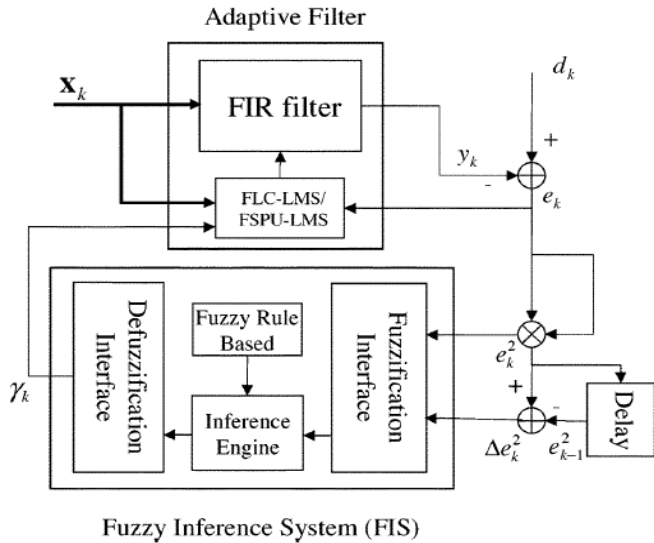 Adaptive Filter
x_k
FIR filter
d_k
+
y_k
-
e_k
FLC-LMS/
FSPU-LMS
Defuzzification
Interface
Fuzzy Rule
Based
Inference
Engine
Fuzzification
Interface
γ_k
e_k^2
+
-
Δe_k^2
e_{k-1}^2
Delay
Fuzzy Inference System (FIS)